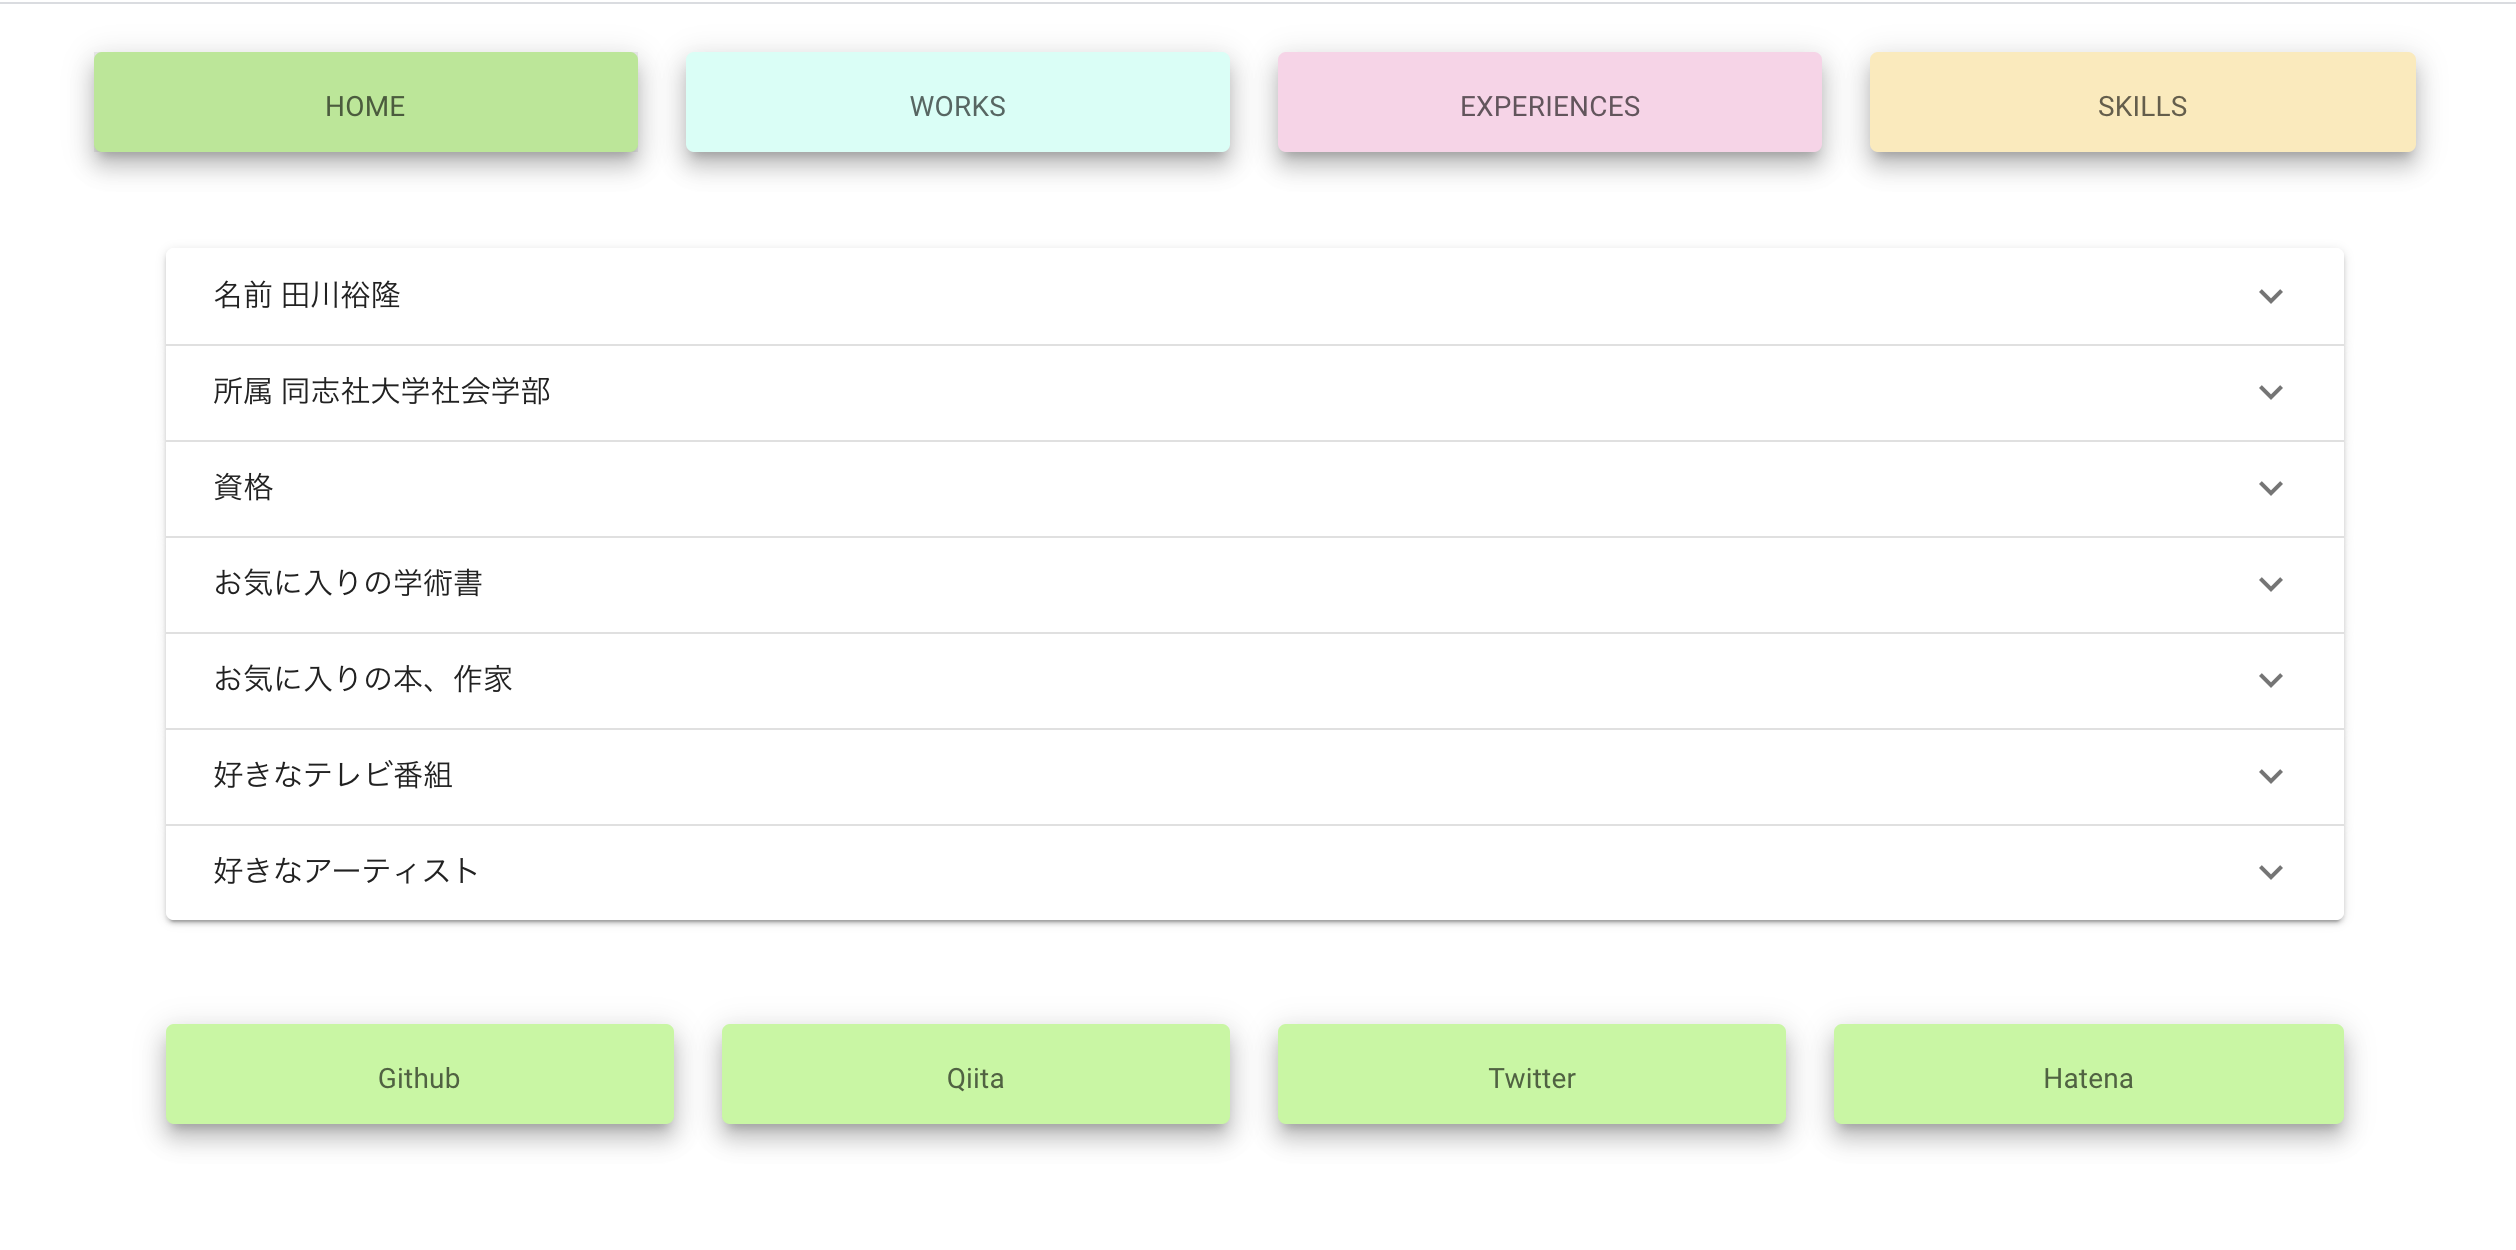 HOME
WORKS
EXPERIENCES
SKILLS
名前 田川裕隆
所属 同志社大学社会学部
資格
お気に入りの学術書
お気に入りの本、作家
好きなテレビ番組
好きなアーティスト
Github
Qiita
Twitter
Hatena